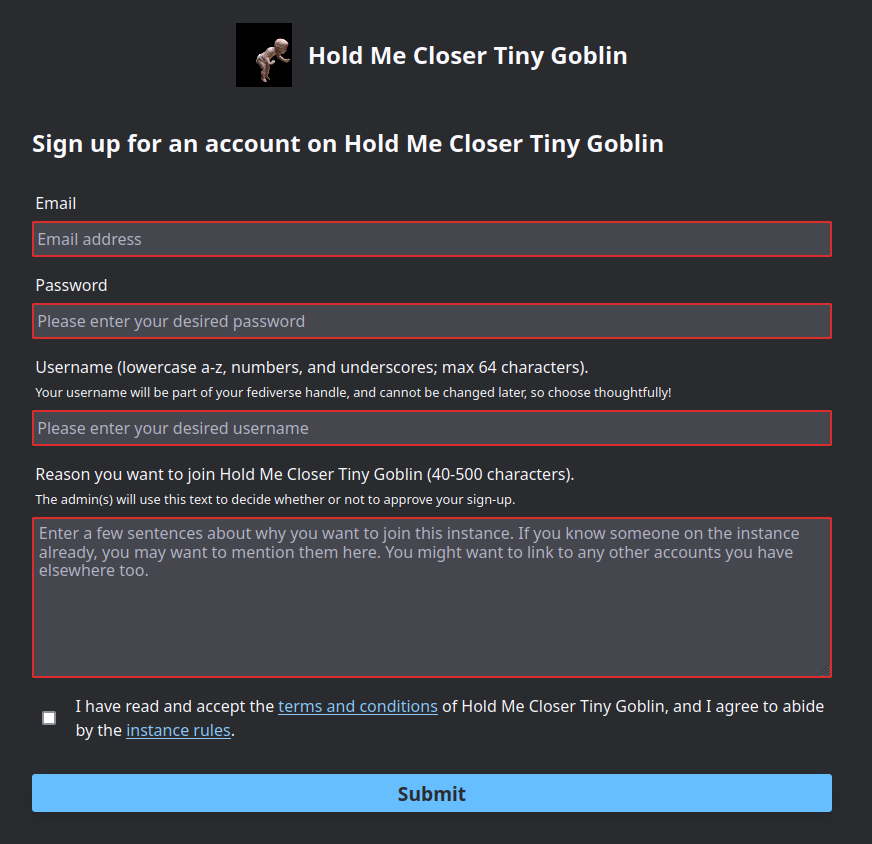 Hold Me Closer Tiny Goblin
Sign up for an account on Hold Me Closer Tiny Goblin
Email
Email address
Password
Please enter your desired password
Username (lowercase a-z, numbers, and underscores; max 64 characters).
Your username will be part of your fediverse handle, and cannot be changed later, so choose thoughtfully!
Please enter your desired username
Reason you want to join Hold Me Closer Tiny Goblin (40-500 characters).
The admin(s) will use this text to decide whether or not to approve your sign-up.
Enter a few sentences about why you want to join this instance. If you know someone on the instance
already, you may want to mention them here. You might want to link to any other accounts you have
elsewhere too.
I have read and accept the terms and conditions of Hold Me Closer Tiny Goblin, and I agree to abide
by the instance rules.
Submit